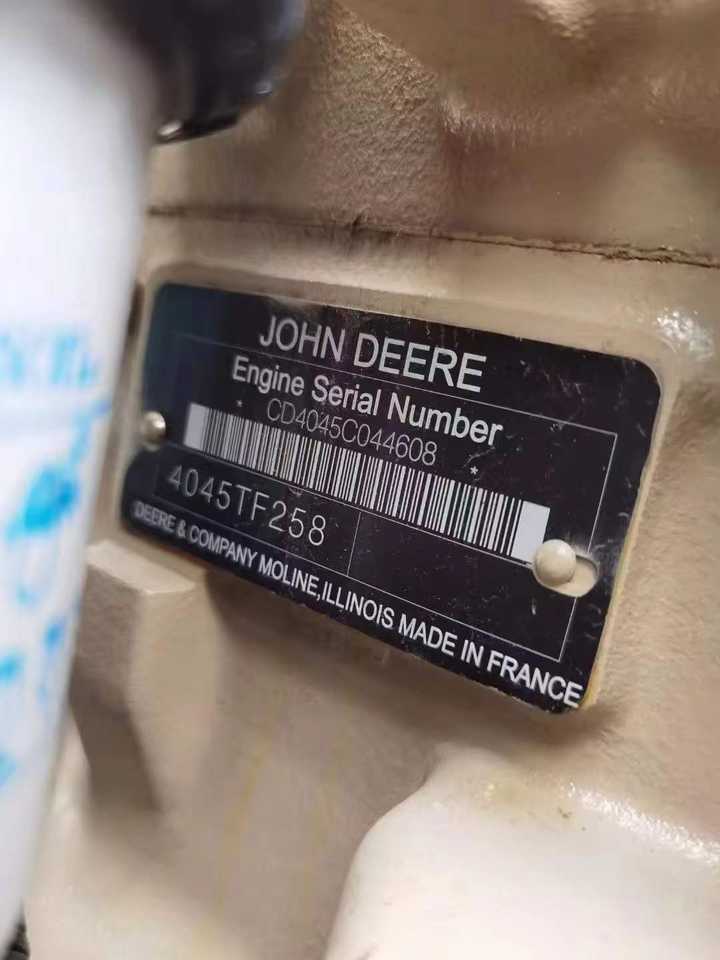 JOHN DEERE
Engine Serial Number
* CD4045C044608 *
4045TF258
DEERE & COMPANY MOLINE,ILLINOIS MADE IN FRANCE